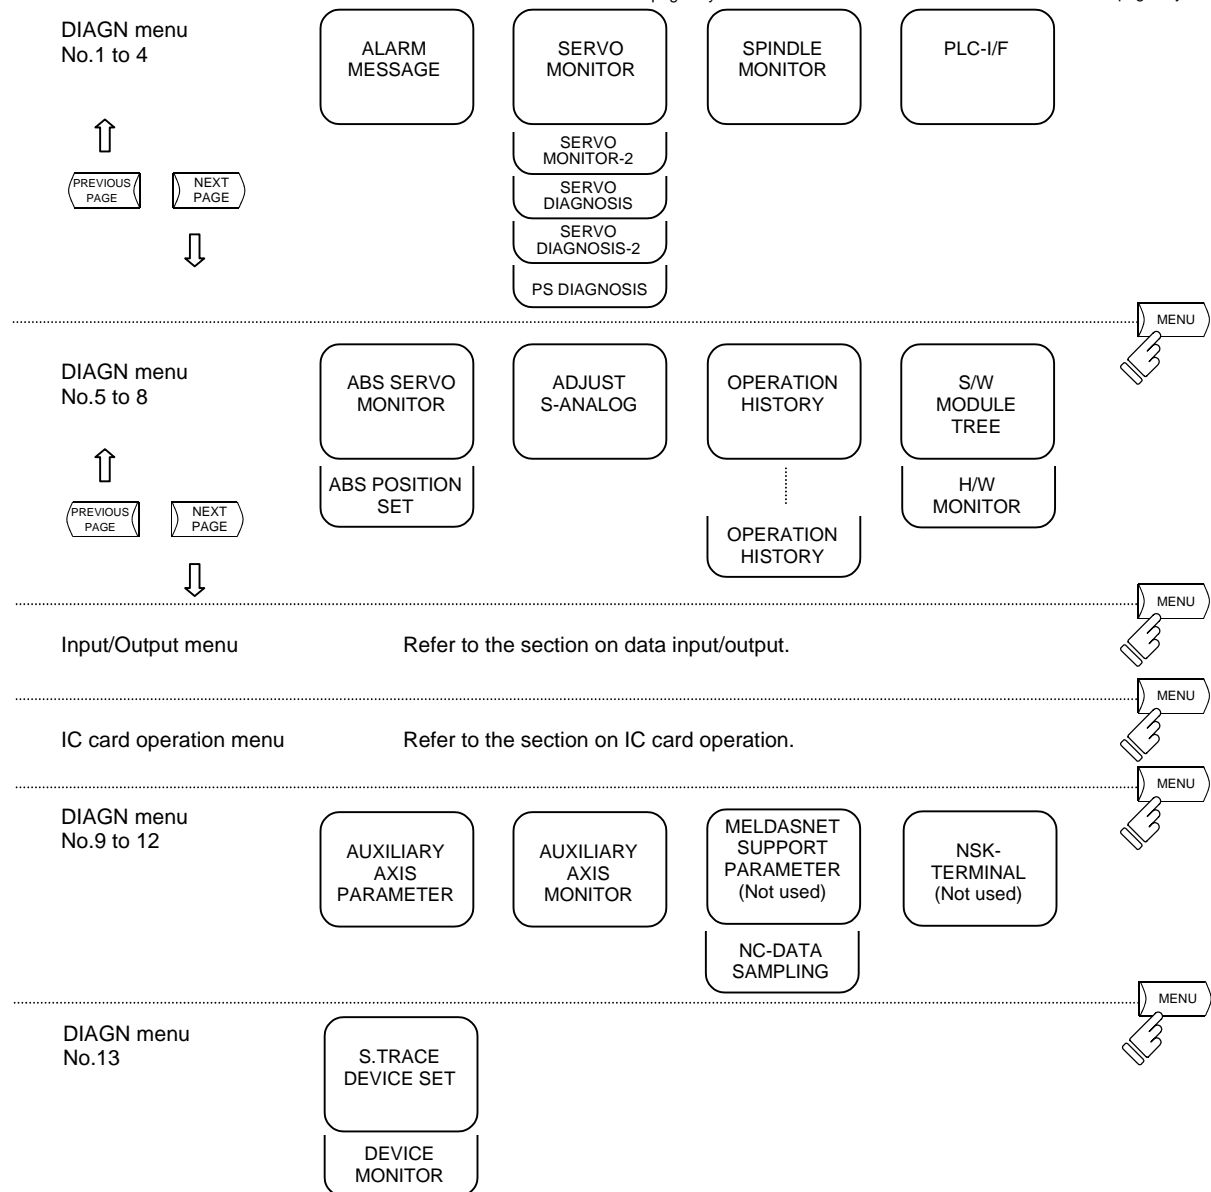 DIAGN menu
No.1 to 4
ALARM
MESSAGE
SERVO
MONITOR
SPINDLE
MONITOR
PLC-I/F
SERVO
MONITOR-2
PREVIOUS
PAGE
NEXT
PAGE
SERVO
DIAGNOSIS
SERVO
DIAGNOSIS-2
PS DIAGNOSIS
MENU
DIAGN menu
No.5 to 8
ABS SERVO
MONITOR
ADJUST
S-ANALOG
OPERATION
HISTORY
S/W
MODULE
TREE
ABS POSITION
SET
H/W
MONITOR
PREVIOUS
PAGE
NEXT
PAGE
OPERATION
HISTORY
MENU
Input/Output menu
Refer to the section on data input/output.
MENU
IC card operation menu
Refer to the section on IC card operation.
MENU
DIAGN menu
No.9 to 12
AUXILIARY
AXIS
PARAMETER
AUXILIARY
AXIS
MONITOR
MELDASNET
SUPPORT
PARAMETER
(Not used)
NSK-
TERMINAL
(Not used)
NC-DATA
SAMPLING
MENU
DIAGN menu
No.13
S.TRACE
DEVICE SET
DEVICE
MONITOR